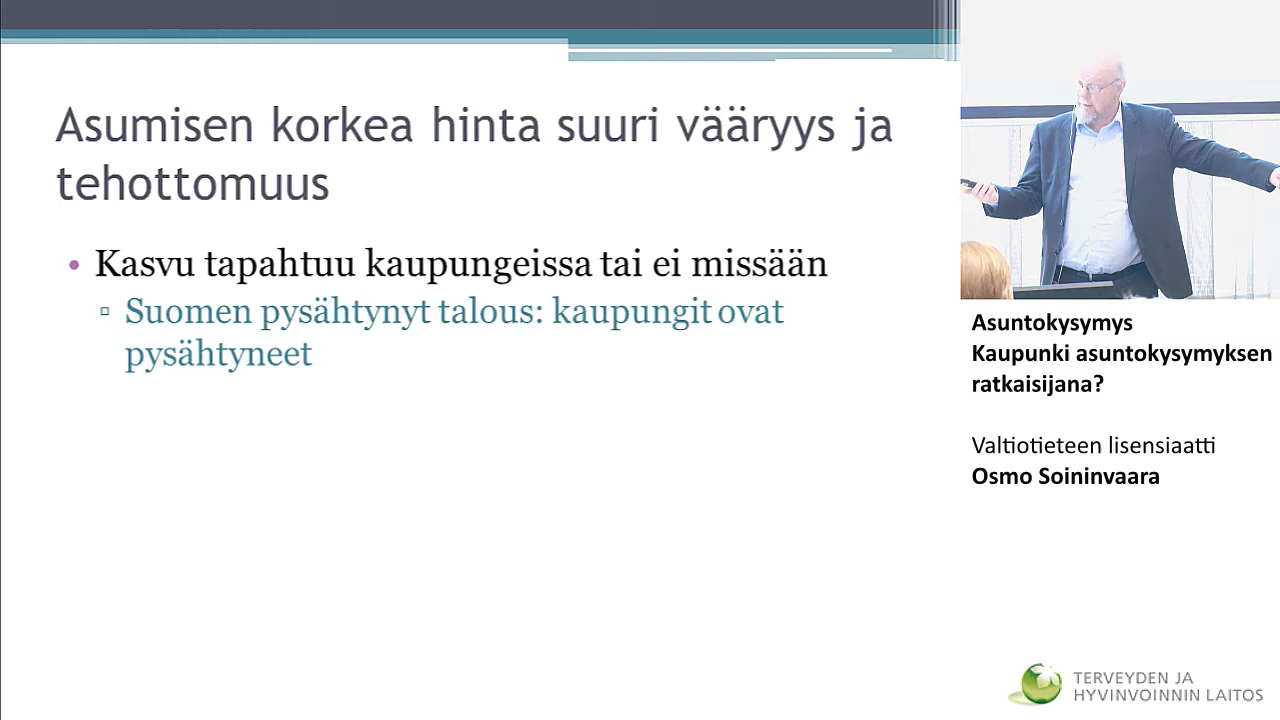 Asumisen korkea hinta suuri vääryys ja
tehottomuus
• Kasvu tapahtuu kaupungeissa tai ei missään
▫ Suomen pysähtynyt talous: kaupungit ovat
pysähtyneet
Asuntokysymys
Kaupunki asuntokysymyksen
ratkaisijana?
Valtiotieteen lisensiaatti
Osmo Soininvaara
TERVEYDEN JA
HYVINVOINNIN LAITOS